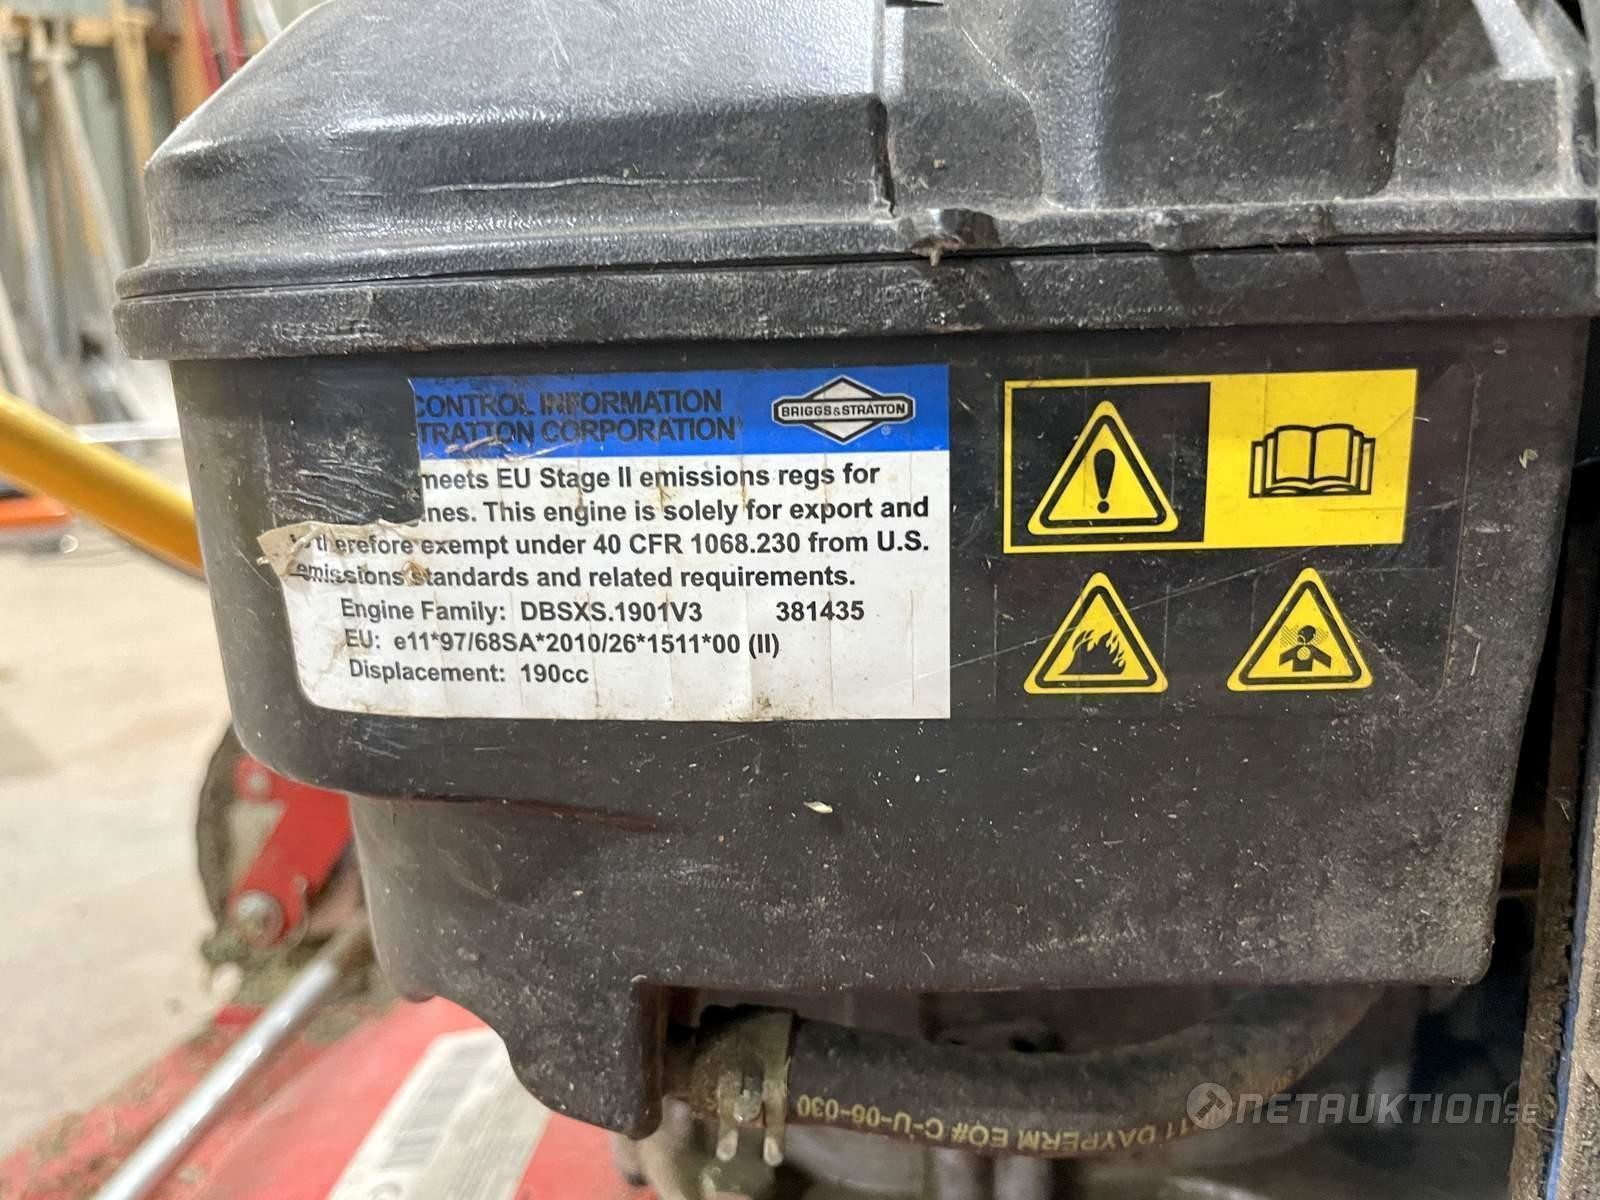 CONTROL INFORMATION
TRATTON CORPORATION
BRIGGS&STRATTON
®
meets EU Stage II emissions regs for
nes. This engine is solely for export and
therefore exempt under 40 CFR 1068.230 from U.S.
emissions standards and related requirements.
Engine Family: DBSXS.1901V3 381435
EU: e11*97/68SA*2010/26*1511*00 (II)
Displacement: 190cc
11 DAYPERM EO# C-U-06-030
NETAUKTION.SE